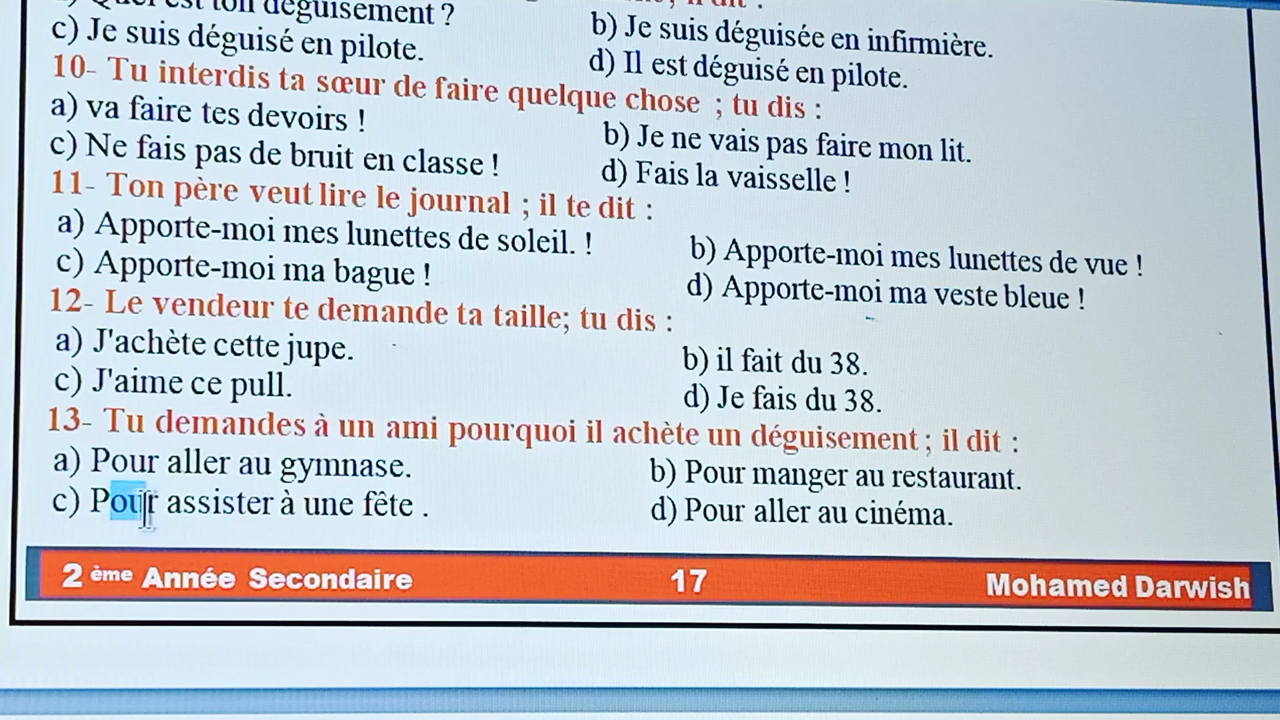 est ton déguisement ?
b) Je suis déguisée en infirmière.
c) Je suis déguisé en pilote.
d) Il est déguisé en pilote.
10- Tu interdis ta sœur de faire quelque chose ; tu dis :
a) va faire tes devoirs !
b) Je ne vais pas faire mon lit.
c) Ne fais pas de bruit en classe !
d) Fais la vaisselle !
11- Ton père veut lire le journal ; il te dit :
a) Apporte-moi mes lunettes de soleil. !
b) Apporte-moi mes lunettes de vue !
c) Apporte-moi ma bague !
d) Apporte-moi ma veste bleue !
12- Le vendeur te demande ta taille; tu dis :
a) J'achète cette jupe.
b) il fait du 38.
c) J'aime ce pull.
d) Je fais du 38.
13- Tu demandes à un ami pourquoi il achète un déguisement ; il dit :
a) Pour aller au gymnase.
b) Pour manger au restaurant.
c) Pour assister à une fête .
d) Pour aller au cinéma.
2 ème Année Secondaire 17 Mohamed Darwish